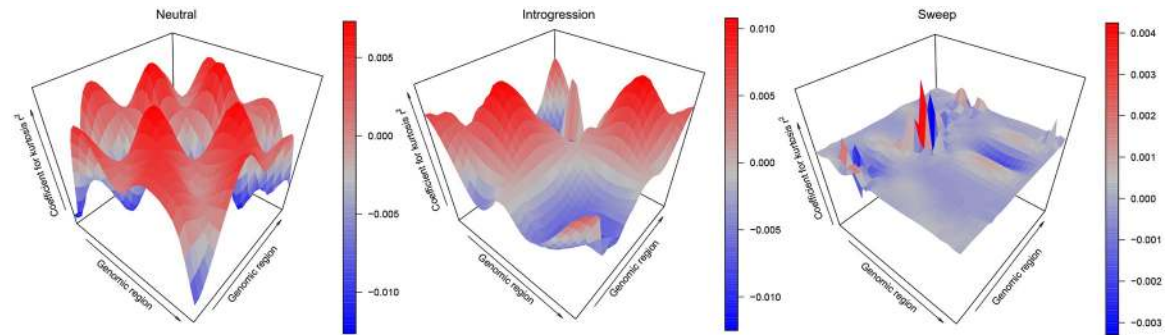 Neutral
Coefficient for kurtosis r²
Genomic region
Genomic region
0.005
0.000
−0.005
−0.010
Introgression
Coefficient for kurtosis r²
Genomic region
Genomic region
0.010
0.005
0.000
−0.005
−0.010
Sweep
Coefficient for kurtosis r²
Genomic region
Genomic region
0.004
0.003
0.002
0.001
0.000
−0.001
−0.002
−0.003